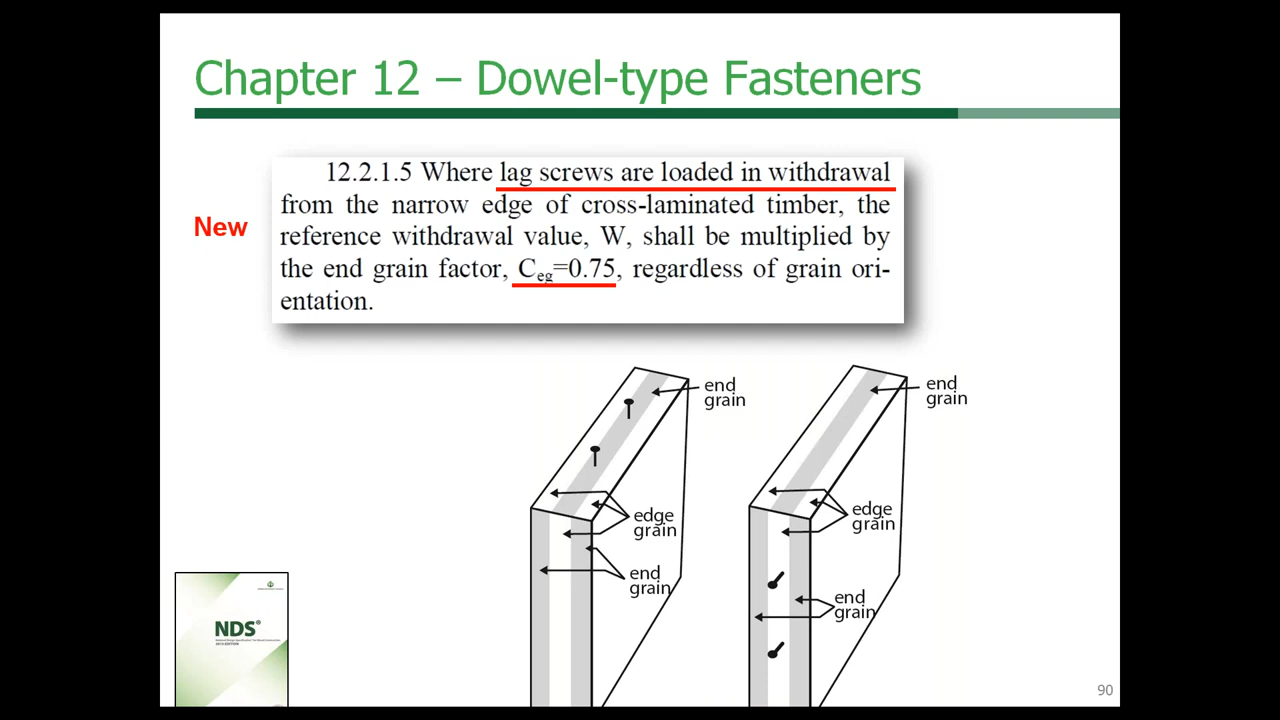 Chapter 12 – Dowel-type Fasteners
12.2.1.5 Where lag screws are loaded in withdrawal
from the narrow edge of cross-laminated timber, the
reference withdrawal value, W, shall be multiplied by
the end grain factor, Ceg=0.75, regardless of grain ori-
entation.
New
end
grain
end
grain
edge
grain
edge
grain
end
grain
end
grain
NDS®
90